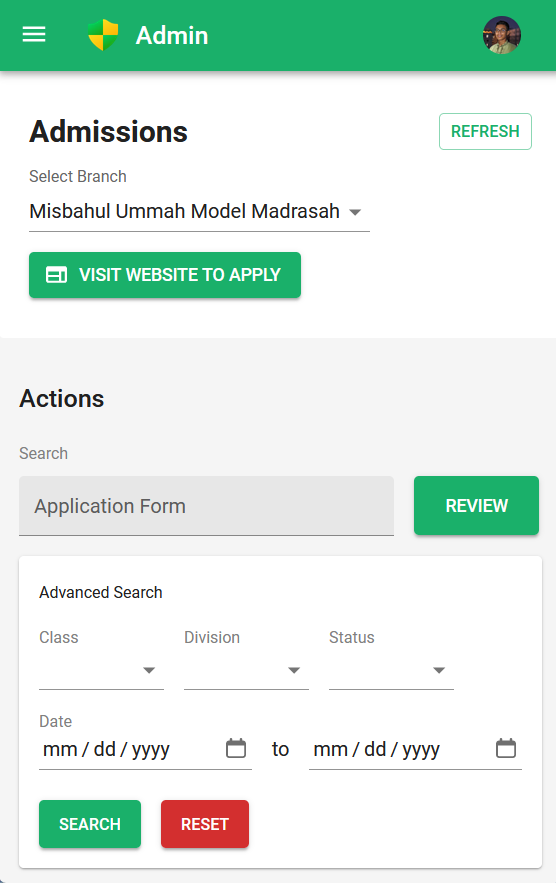 Admin
Admissions
REFRESH
Select Branch
Misbahul Ummah Model Madrasah
VISIT WEBSITE TO APPLY
Actions
Search
Application Form
REVIEW
Advanced Search
Class Division Status
Date
mm / dd / yyyy to mm / dd / yyyy
SEARCH RESET